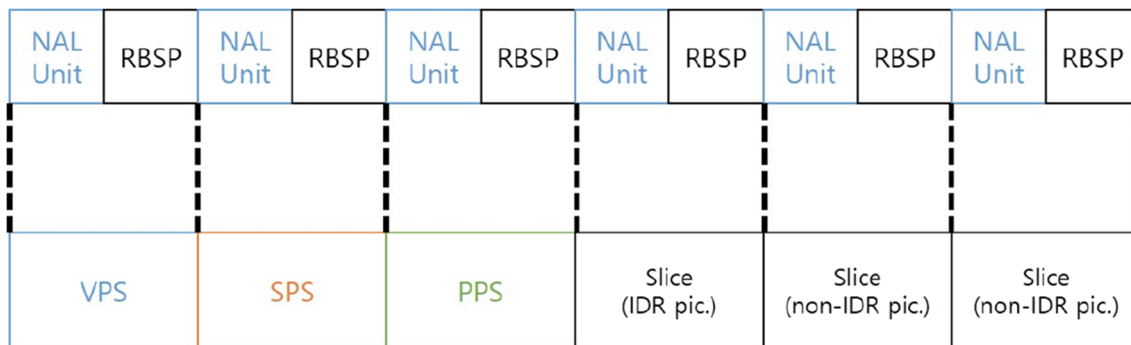 NAL Unit RBSP NAL Unit RBSP NAL Unit RBSP NAL Unit RBSP NAL Unit RBSP NAL Unit RBSP
VPS SPS PPS Slice (IDR pic.) Slice (non-IDR pic.) Slice (non-IDR pic.)